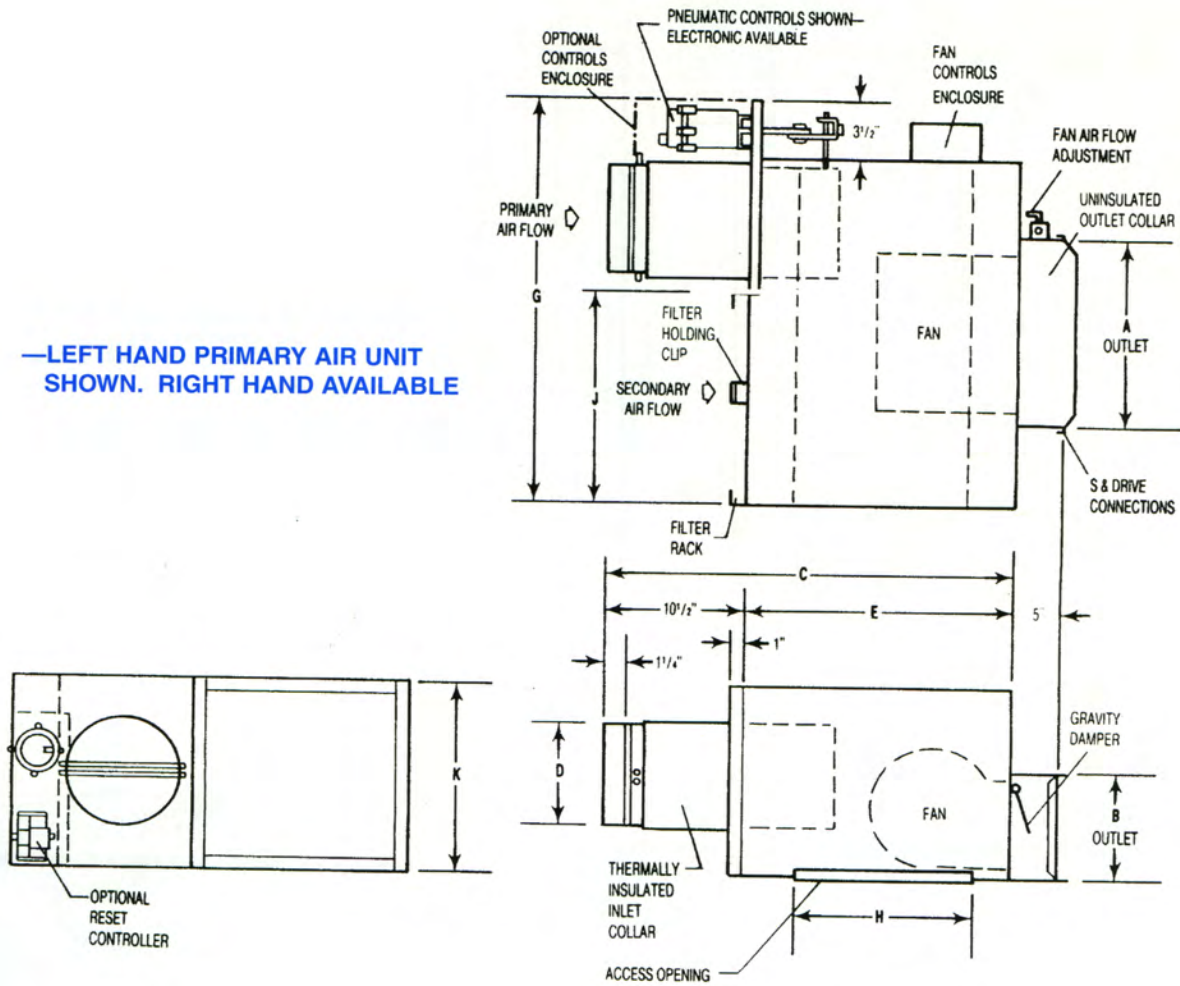 PNEUMATIC CONTROLS SHOWN—
ELECTRONIC AVAILABLE
OPTIONAL
CONTROLS
ENCLOSURE
FAN
CONTROLS
ENCLOSURE
3 1/2"
FAN AIR FLOW
ADJUSTMENT
UNINSULATED
OUTLET COLLAR
PRIMARY
AIR FLOW
G
FILTER
HOLDING
CLIP
FAN
A
OUTLET
—LEFT HAND PRIMARY AIR UNIT
SHOWN. RIGHT HAND AVAILABLE
J
SECONDARY
AIR FLOW
S & DRIVE
CONNECTIONS
FILTER
RACK
C
10 1/2"
E
5"
1"
1 1/4"
GRAVITY
DAMPER
K
D
FAN
B
OUTLET
THERMALLY
INSULATED
INLET
COLLAR
H
OPTIONAL
RESET
CONTROLLER
ACCESS OPENING